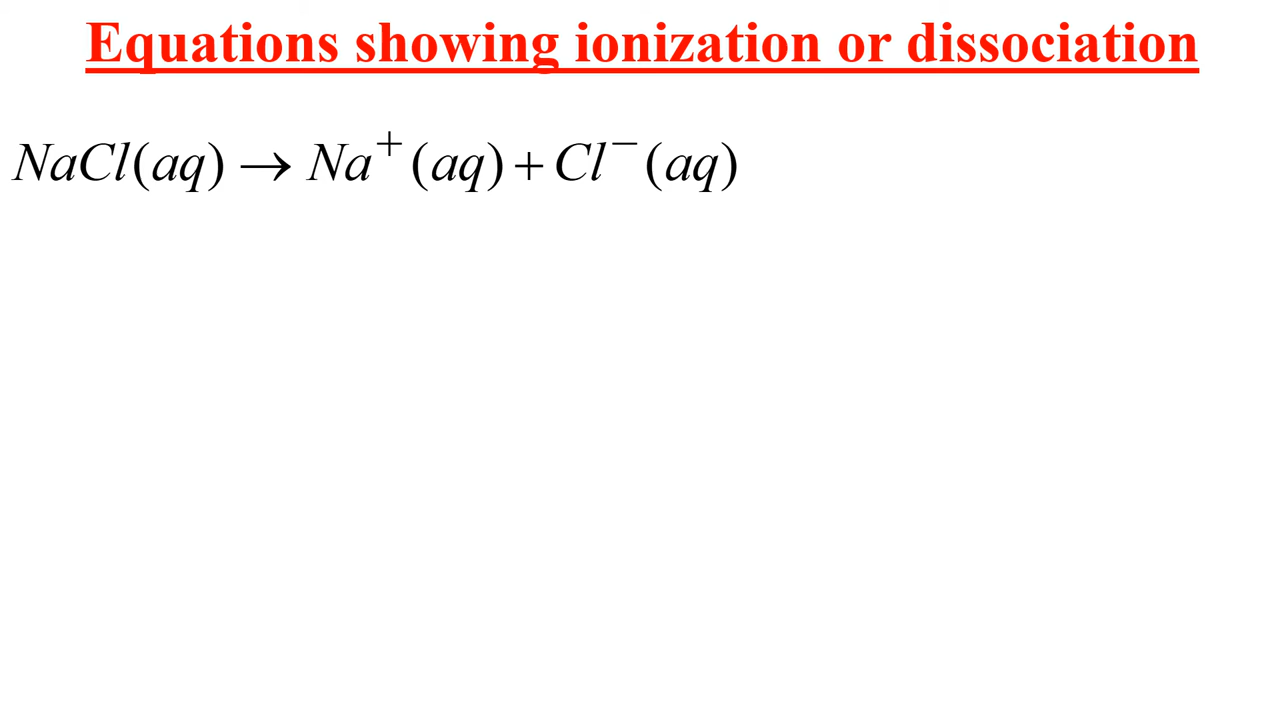 Equations showing ionization or dissociation
NaCl(aq) → Na⁺(aq) + Cl⁻(aq)